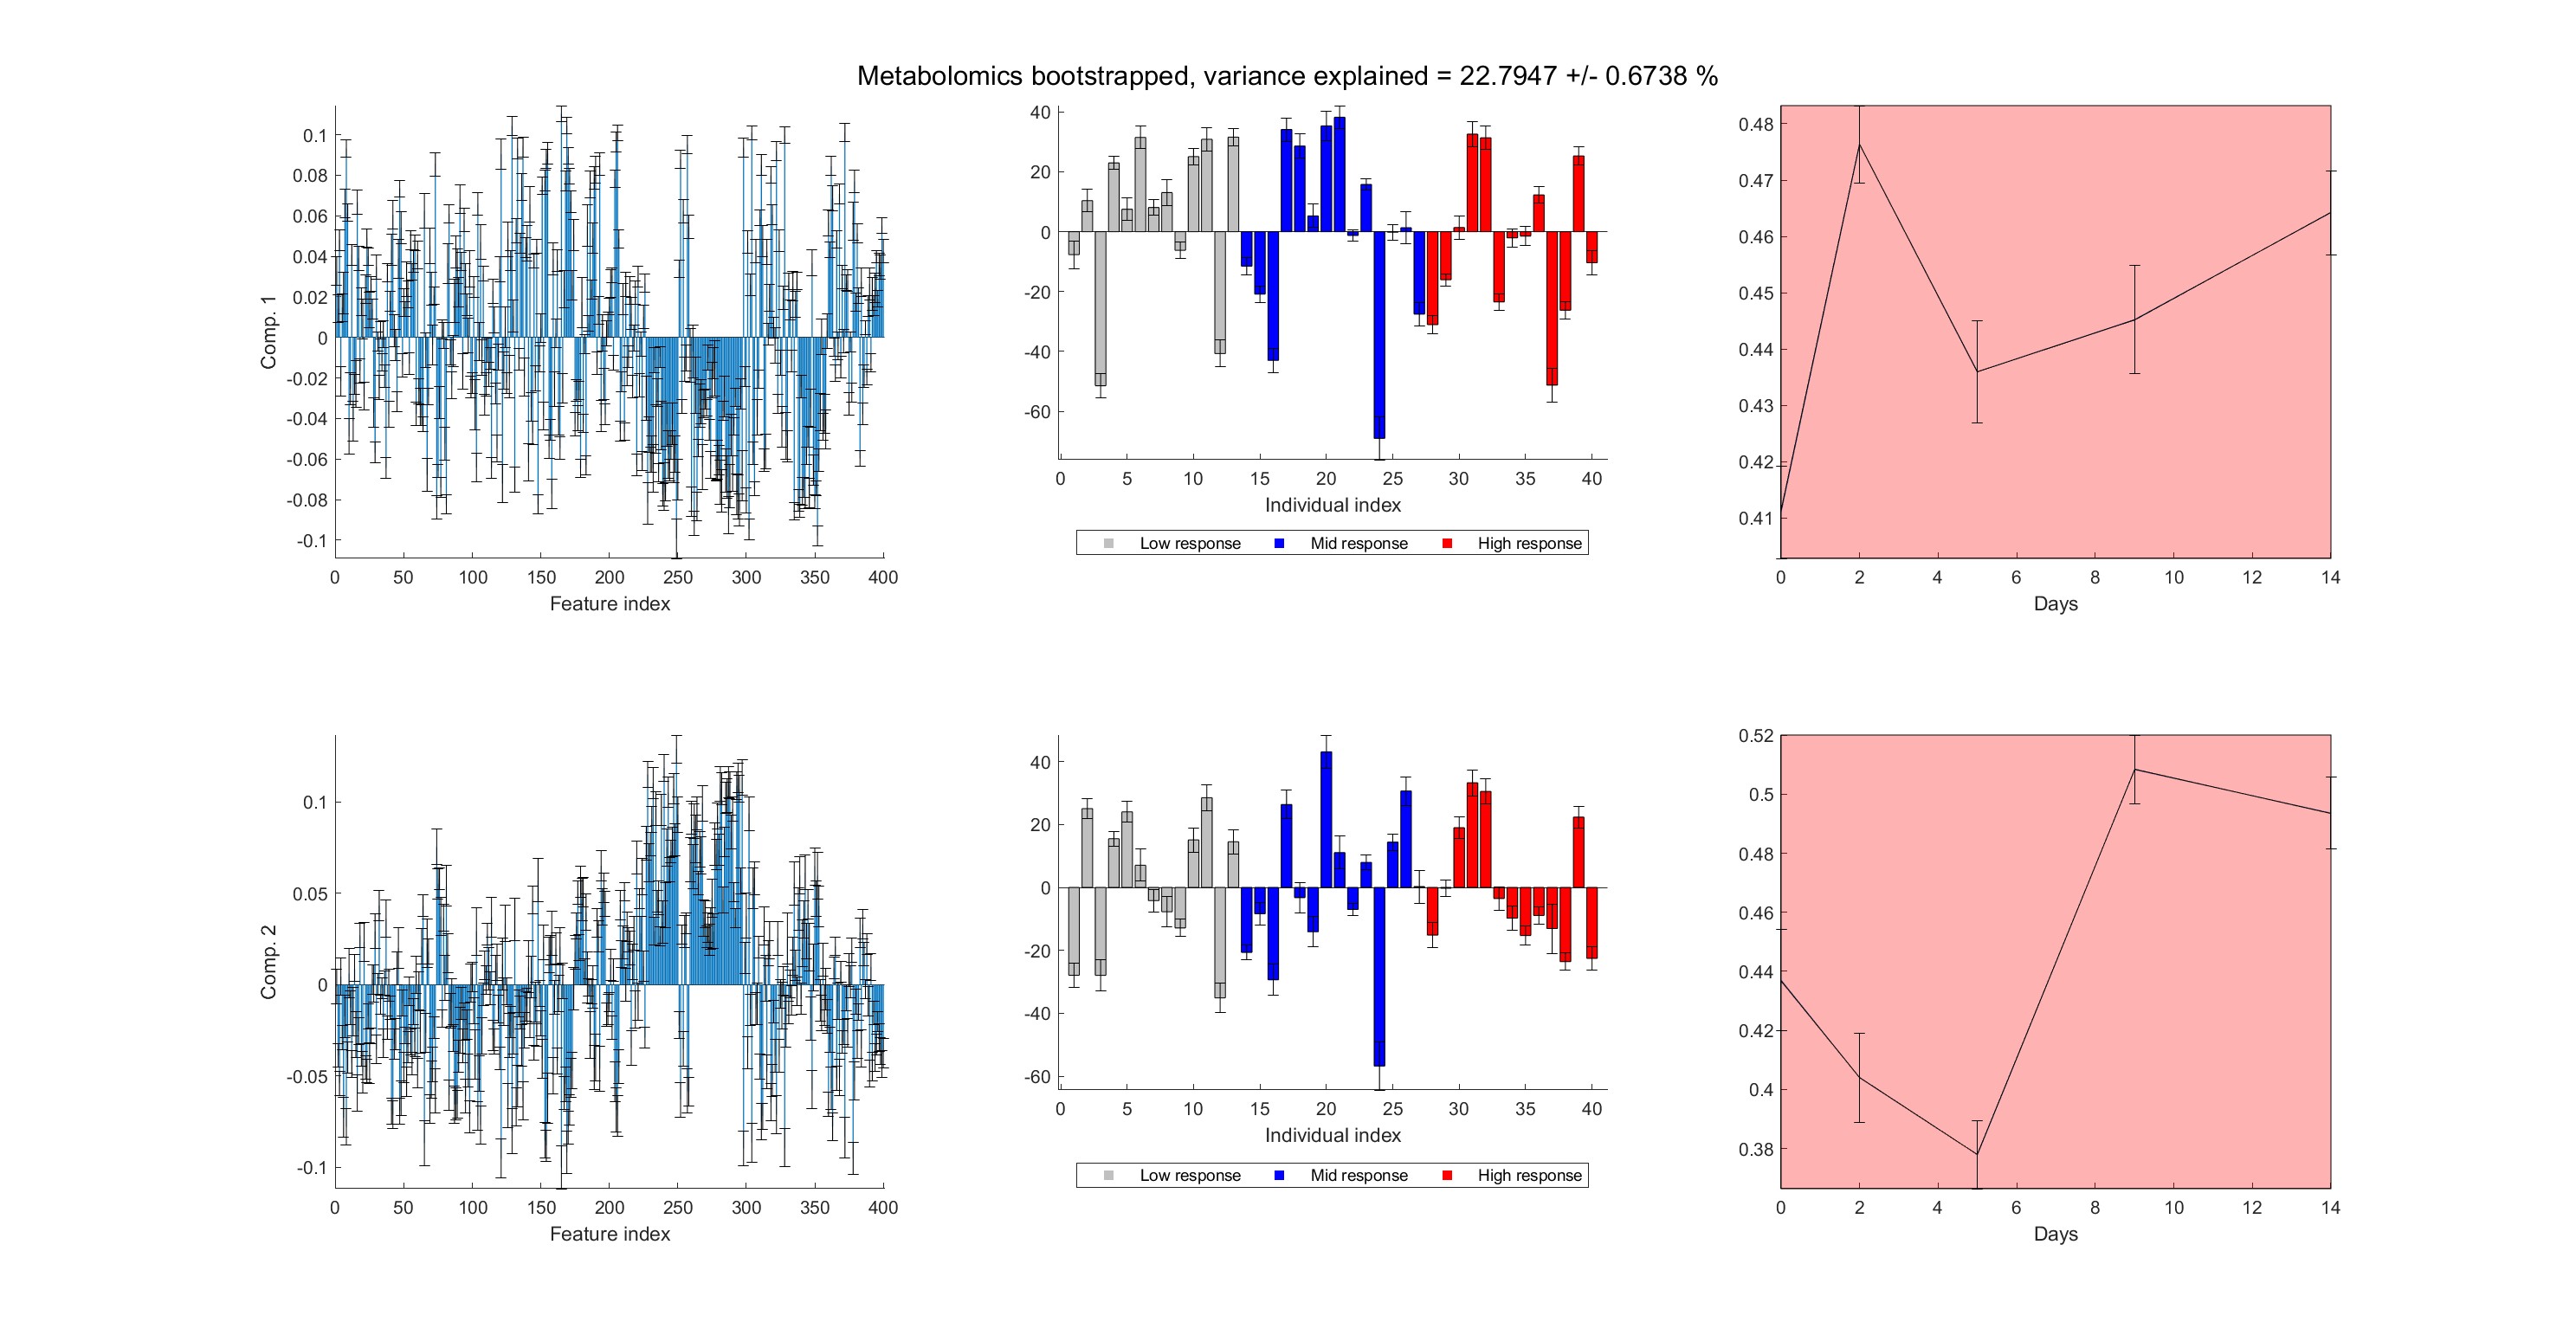 Metabolomics bootstrapped, variance explained = 22.7947 +/- 0.6738 %
Comp. 1
0.1
0.08
0.06
0.04
0.02
0
-0.02
-0.04
-0.06
-0.08
-0.1
0 50 100 150 200 250 300 350 400
Feature index
40
20
0
-20
-40
-60
0 5 10 15 20 25 30 35 40
Individual index
Low response Mid response High response
0.48
0.47
0.46
0.45
0.44
0.43
0.42
0.41
0 2 4 6 8 10 12 14
Days
Comp. 2
0.1
0.05
0
-0.05
-0.1
0 50 100 150 200 250 300 350 400
Feature index
40
20
0
-20
-40
-60
0 5 10 15 20 25 30 35 40
Individual index
Low response Mid response High response
0.52
0.5
0.48
0.46
0.44
0.42
0.4
0.38
0 2 4 6 8 10 12 14
Days